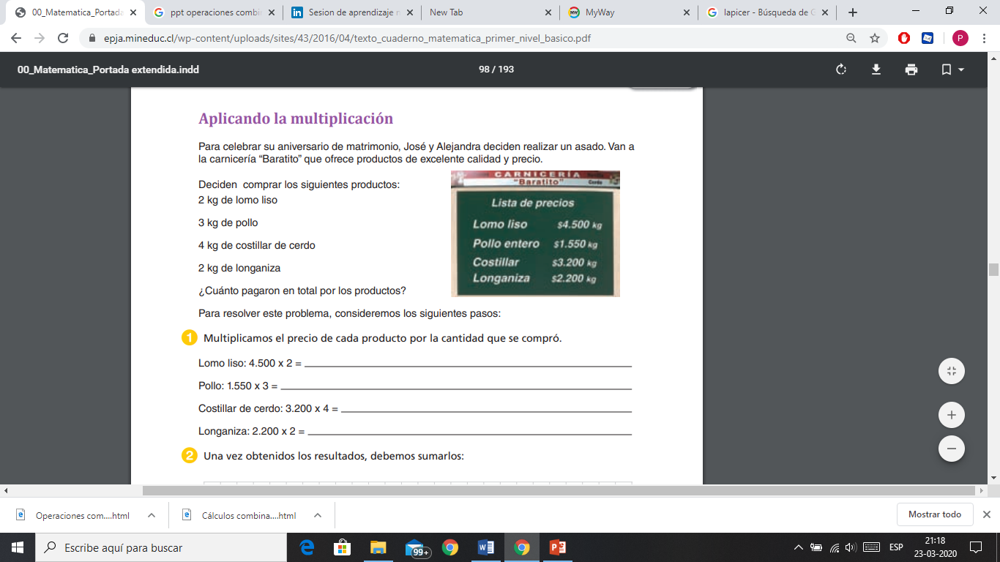 00_Matematica_Portada
ppt operaciones combi
Sesion de aprendizaje
New Tab
MyWay
lapicer - Búsqueda de G
epja.mineduc.cl/wp-content/uploads/sites/43/2016/04/texto_cuaderno_matematica_primer_nivel_basico.pdf
P
00_Matematica_Portada extendida.indd
98 / 193
Aplicando la multiplicación
Para celebrar su aniversario de matrimonio, José y Alejandra deciden realizar un asado. Van a
la carnicería “Baratito” que ofrece productos de excelente calidad y precio.
Deciden comprar los siguientes productos:
2 kg de lomo liso
3 kg de pollo
4 kg de costillar de cerdo
2 kg de longaniza
¿Cuánto pagaron en total por los productos?
CARNICERÍA
"Baratito"
Cerdo
Lista de precios
Lomo liso $4.500 kg
Pollo entero $1.550 kg
Costillar $3.200 kg
Longaniza $2.200 kg
Para resolver este problema, consideremos los siguientes pasos:
1 Multiplicamos el precio de cada producto por la cantidad que se compró.
Lomo liso: 4.500 x 2 =
Pollo: 1.550 x 3 =
Costillar de cerdo: 3.200 x 4 =
Longaniza: 2.200 x 2 =
2 Una vez obtenidos los resultados, debemos sumarlos:
Operaciones com....html
Cálculos combina....html
Mostrar todo
Escribe aquí para buscar
99+
ESP
21:18
23-03-2020